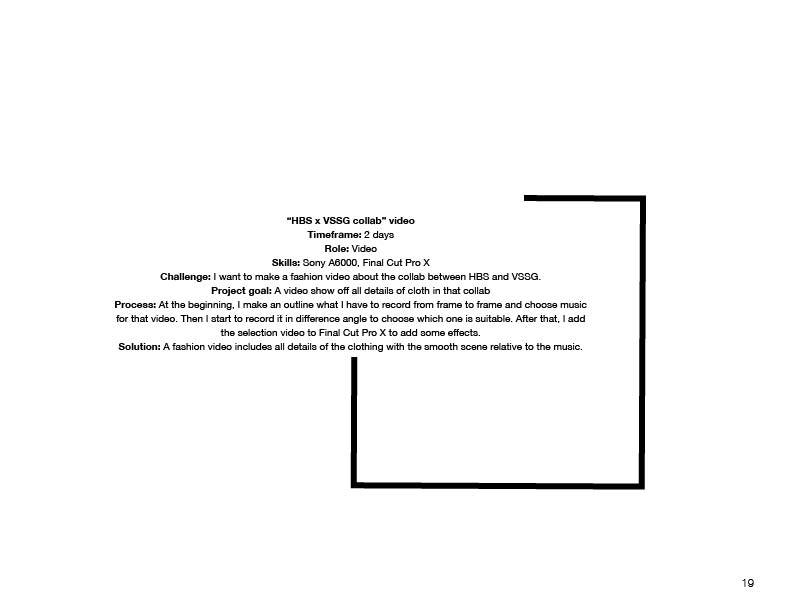 “HBS x VSSG collab” video
Timeframe: 2 days
Role: Video
Skills: Sony A6000, Final Cut Pro X
Challenge: I want to make a fashion video about the collab between HBS and VSSG.
Project goal: A video show off all details of cloth in that collab
Process: At the beginning, I make an outline what I have to record from frame to frame and choose music
for that video. Then I start to record it in difference angle to choose which one is suitable. After that, I add
the selection video to Final Cut Pro X to add some effects.
Solution: A fashion video includes all details of the clothing with the smooth scene relative to the music.
19